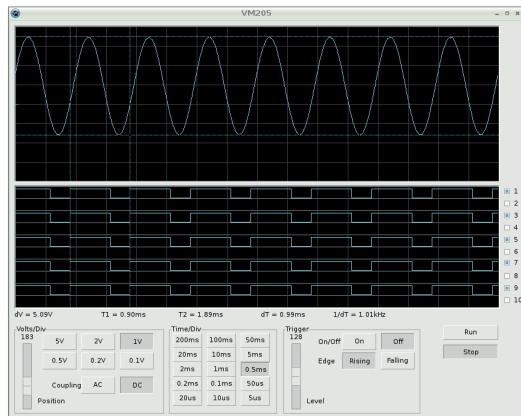 VM205
1
2
3
4
5
6
7
8
9
10
dV = 5.09V T1 = 0.90ms T2 = 1.89ms dT = 0.99ms 1/dT = 1.01kHz
Volts/Div Time/Div Trigger
183 5V 2V 1V 200ms 100ms 50ms 128 On/Off On Off Run
0.5V 0.2V 0.1V 20ms 10ms 5ms Edge Rising Falling Stop
2ms 1ms 0.5ms
Coupling AC DC 0.2ms 0.1ms 50us
Position 20us 10us 5us Level